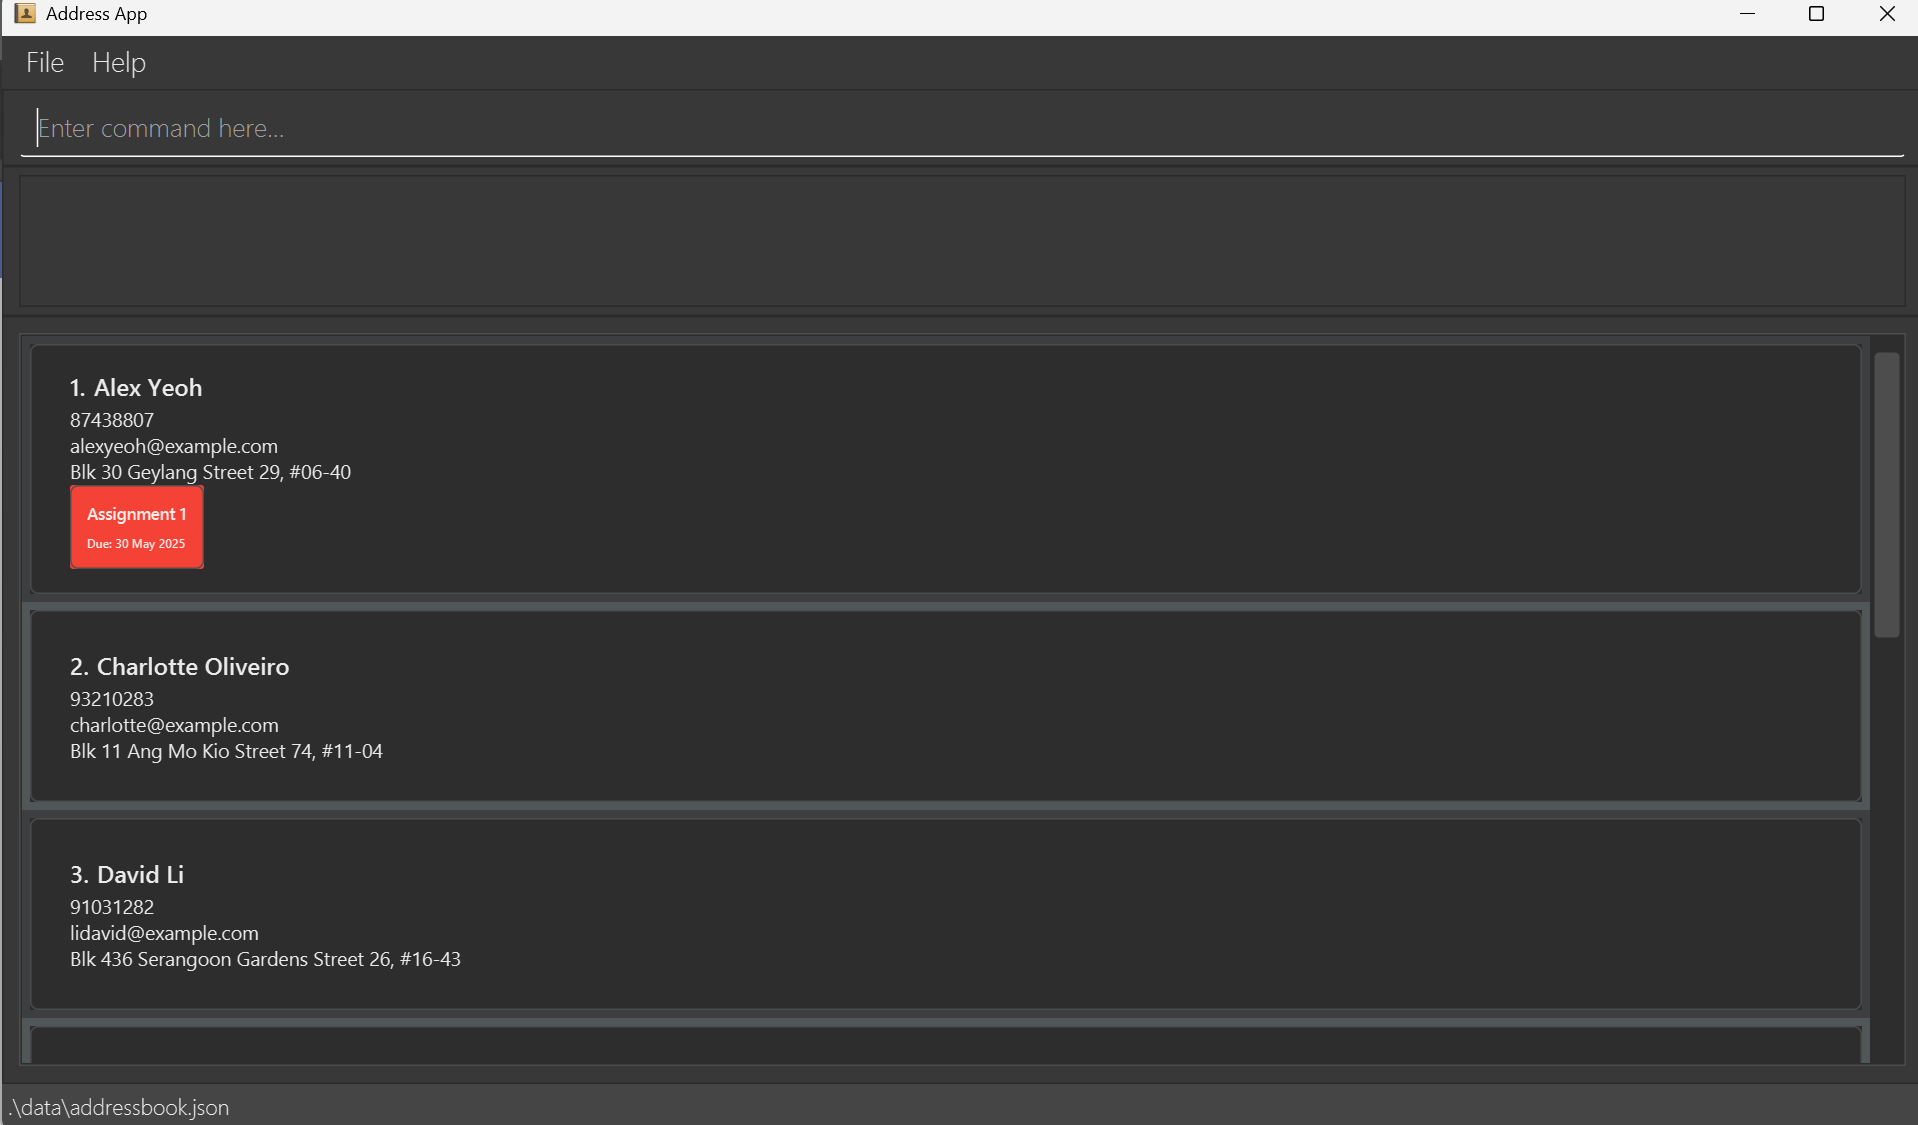 Address App
File Help
Enter command here...
1. Alex Yeoh
87438807
alexyeoh@example.com
Blk 30 Geylang Street 29, #06-40
Assignment 1
Due: 30 May 2025
2. Charlotte Oliveiro
93210283
charlotte@example.com
Blk 11 Ang Mo Kio Street 74, #11-04
3. David Li
91031282
lidavid@example.com
Blk 436 Serangoon Gardens Street 26, #16-43
.\data\addressbook.json